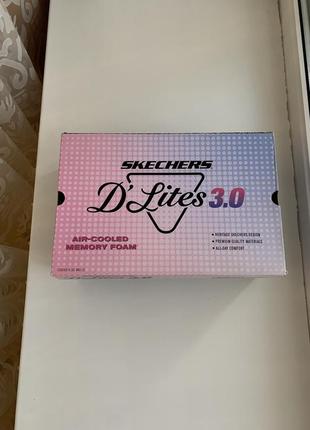 SKECHERS
D'Lites 3.0
AIR-COOLED
MEMORY FOAM
• HERITAGE SKECHERS DESIGN
• PREMIUM QUALITY MATERIALS
• ALL-DAY COMFORT